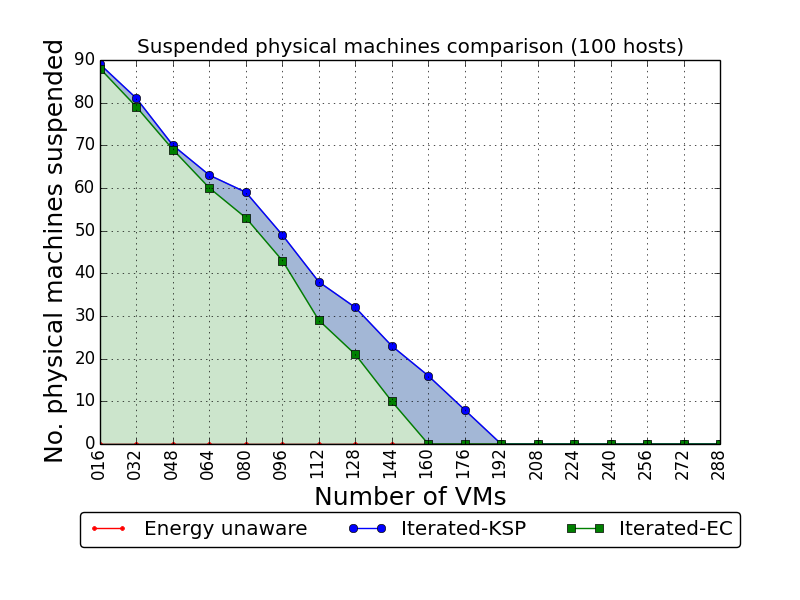 Suspended physical machines comparison (100 hosts)
No. physical machines suspended
90
80
70
60
50
40
30
20
10
0
016 032 048 064 080 096 112 128 144 160 176 192 208 224 240 256 272 288
Number of VMs
Energy unaware Iterated-KSP Iterated-EC